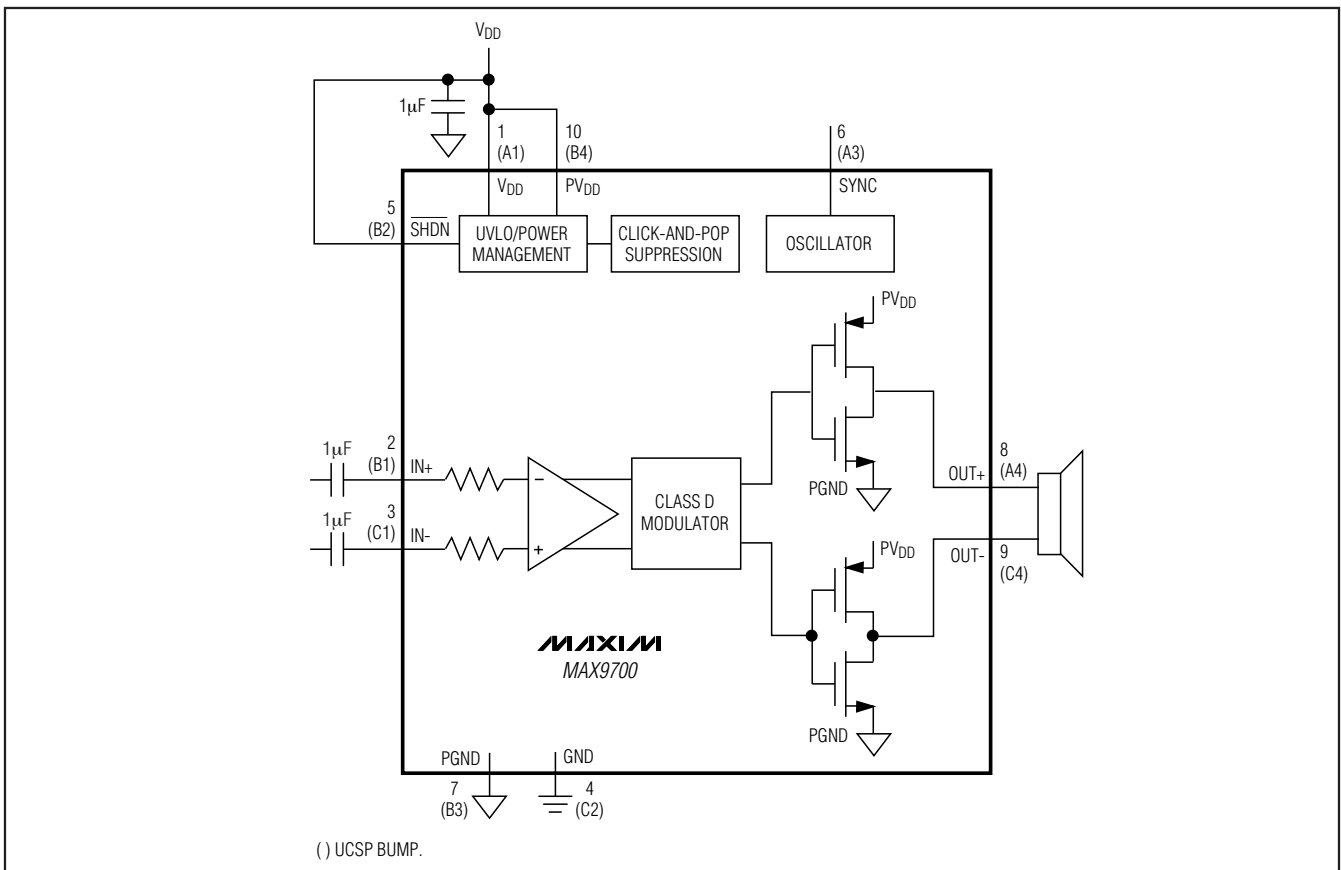 VDD
1µF
1
(A1)
10
(B4)
6
(A3)
VDD
PVDD
SYNC
5
(B2)
SHDN
UVLO/POWER
MANAGEMENT
CLICK-AND-POP
SUPPRESSION
OSCILLATOR
PVDD
1µF
2
(B1)
IN+
−
CLASS D
MODULATOR
PGND
OUT+
8
(A4)
1µF
3
(C1)
IN-
+
PVDD
OUT-
9
(C4)
MAXIM
MAX9700
PGND
PGND
GND
7
(B3)
4
(C2)
( ) UCSP BUMP.